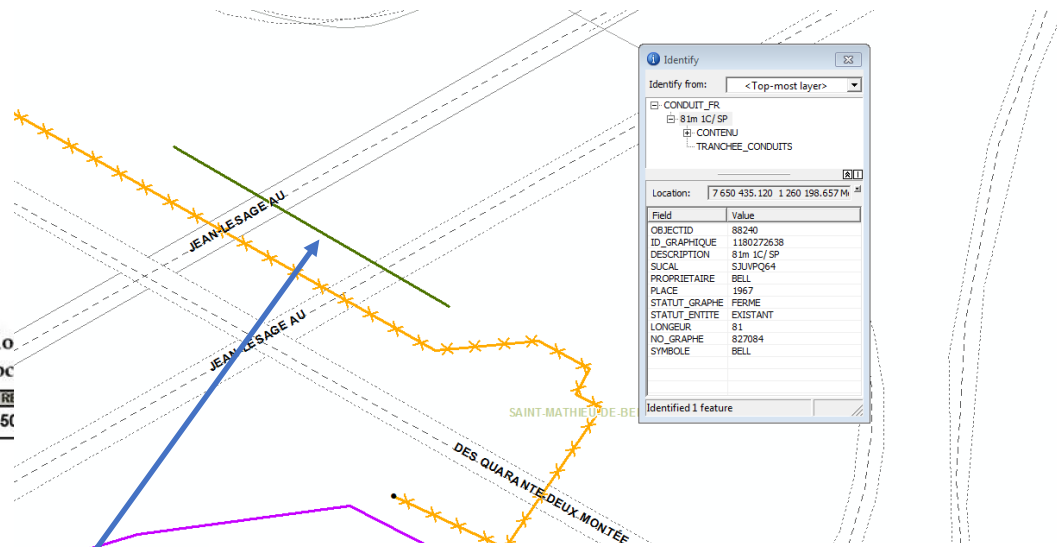 Identify
Identify from: <Top-most layer>
CONDUIT_FR
81m 1C/ SP
CONTENU
TRANCHEE_CONDUITS
Location: 7 650 435.120 1 260 198.657 M
Field Value
OBJECTID 88240
ID_GRAPHIQUE 1180272638
DESCRIPTION 81m 1C/ SP
SUCAL SJUVPQ64
PROPRIETAIRE BELL
PLACE 1967
STATUT_GRAPHE FERME
STATUT_ENTITE EXISTANT
LONGEUR 81
NO_GRAPHE 827084
SYMBOLE BELL
Identified 1 feature
JEAN-LESAGE AU
JEAN-LESAGE AU
SAINT-MATHIEU-DE-BE
DES QUARANTE-DEUX MONTÉE
50